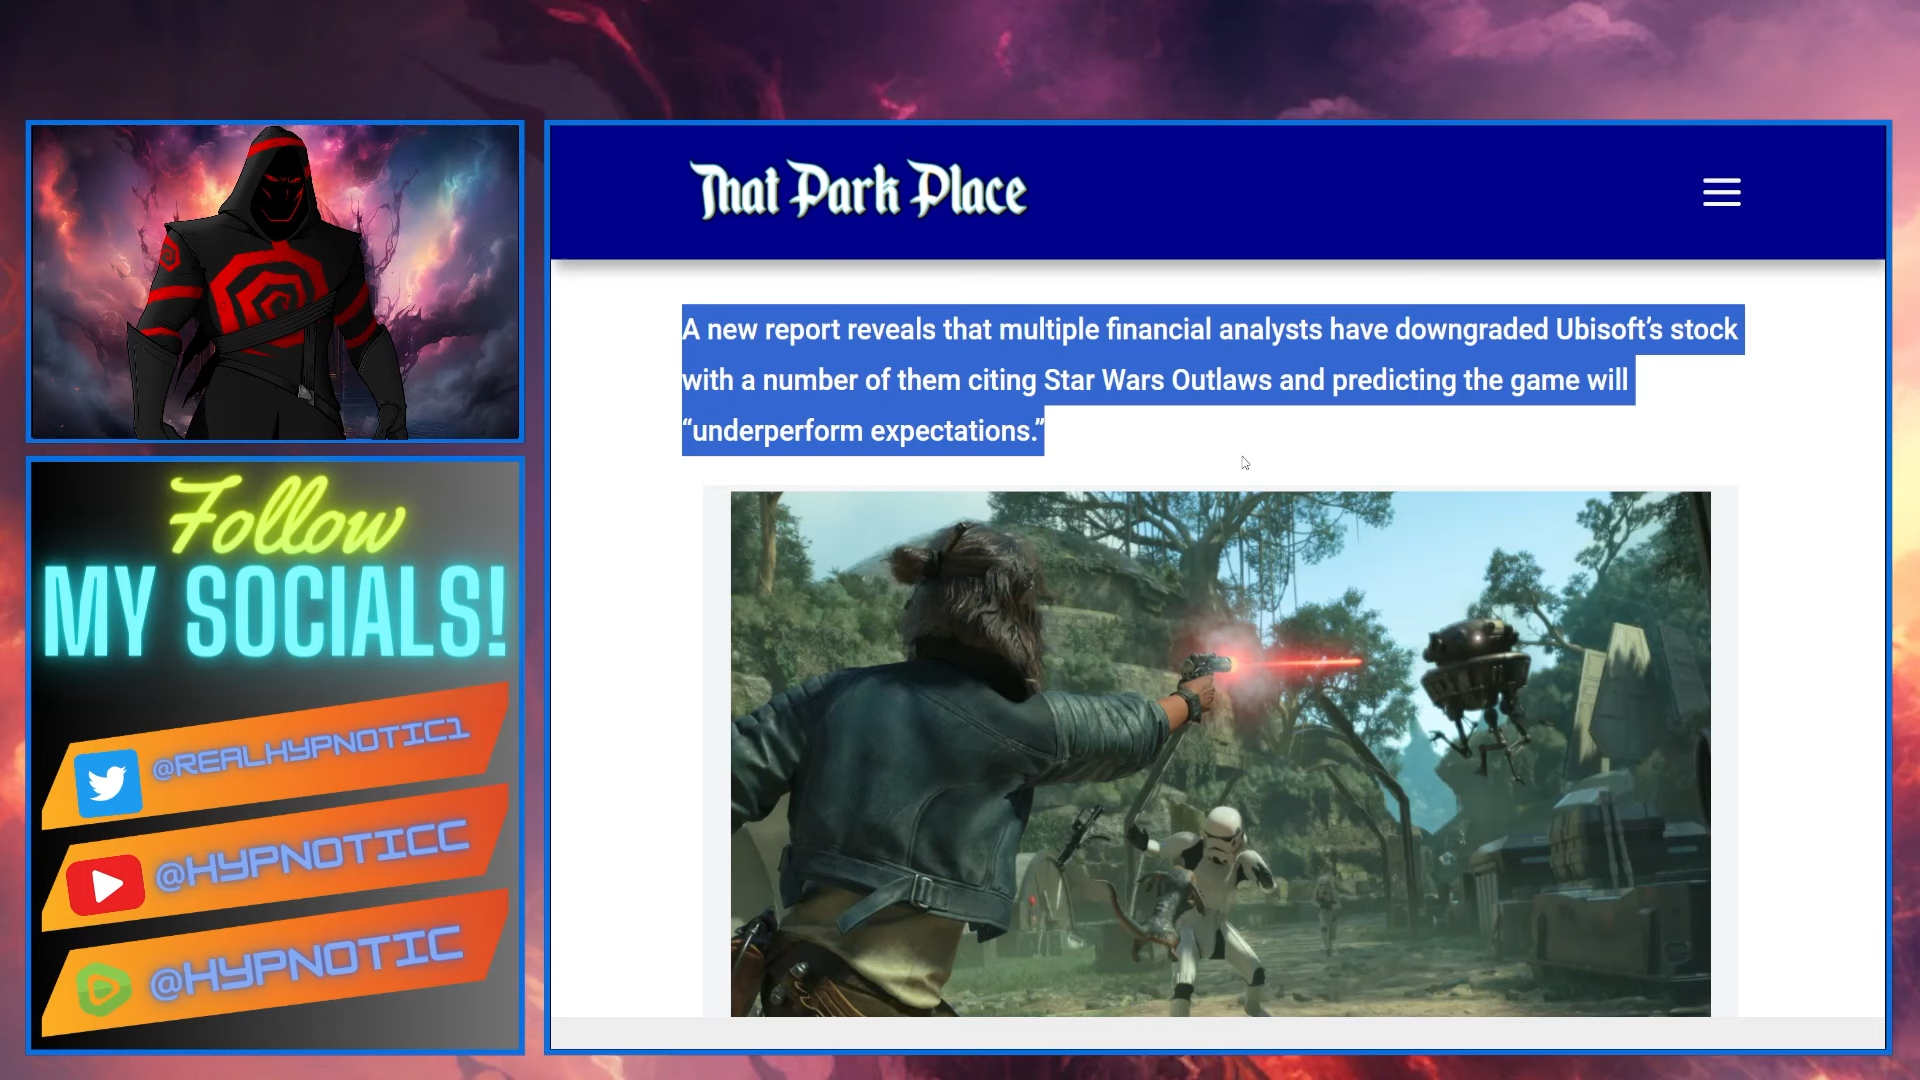 That Park Place
A new report reveals that multiple financial analysts have downgraded Ubisoft’s stock
with a number of them citing Star Wars Outlaws and predicting the game will
“underperform expectations.”
Follow
MY SOCIALS!
@REALHYPNOTIC1
@HYPNOTICC
@HYPNOTIC